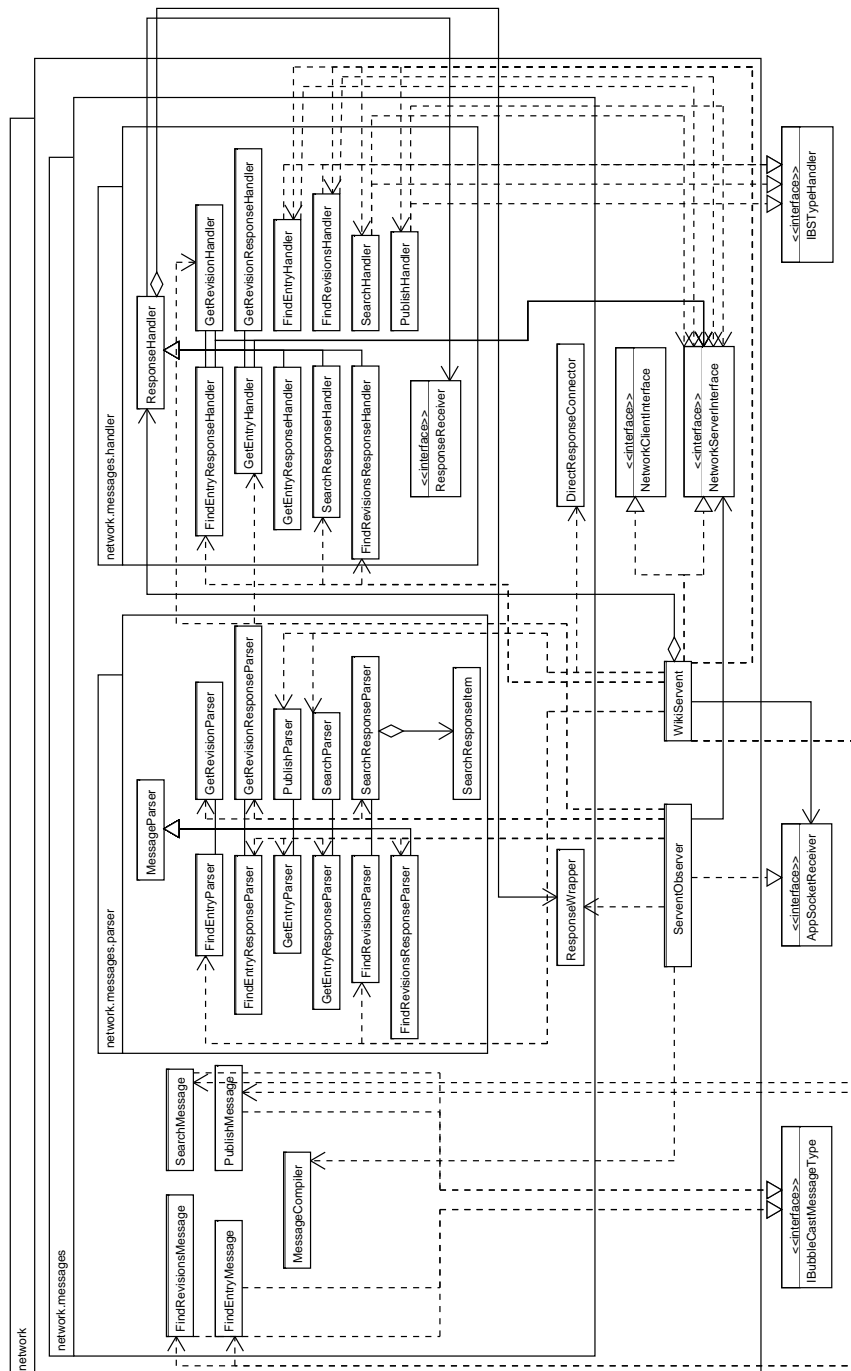 network
network.messages
FindRevisionsMessage
FindEntryMessage
SearchMessage
PublishMessage
MessageCompiler
<<interface>>
IBubbleCastMessageType
network.messages.parser
MessageParser
FindEntryParser
GetRevisionParser
FindEntryResponseParser
GetRevisionResponseParser
GetEntryParser
PublishParser
GetEntryResponseParser
SearchParser
FindRevisionsParser
SearchResponseParser
FindRevisionsResponseParser
SearchResponseItem
ResponseWrapper
ServentObserver
WikiServent
<<interface>>
AppSocketReceiver
network.messages.handler
ResponseHandler
FindEntryResponseHandler
GetRevisionHandler
GetEntryHandler
GetRevisionResponseHandler
GetEntryResponseHandler
FindEntryHandler
SearchResponseHandler
FindRevisionsHandler
FindRevisionsResponseHandler
SearchHandler
PublishHandler
<<interface>>
ResponseReceiver
DirectResponseConnector
<<interface>>
NetworkClientInterface
<<interface>>
NetworkServerInterface
<<interface>>
IBSTypeHandler